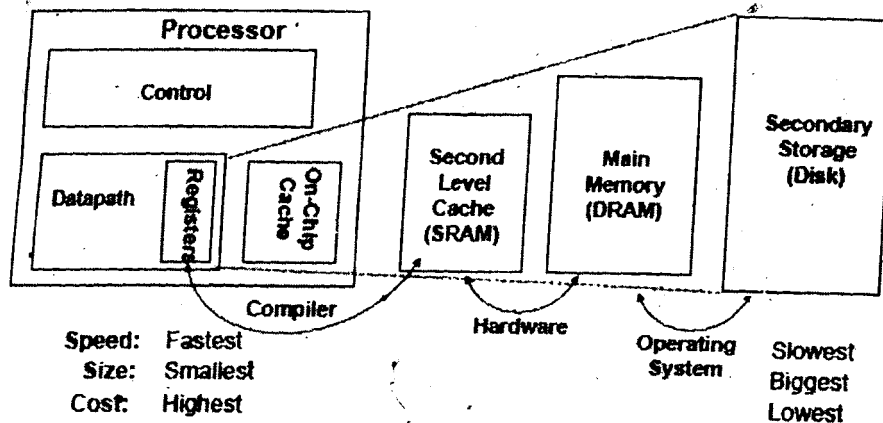 Processor
Control
Datapath
Registers
On-Chip
Cache
Second
Level
Cache
(SRAM)
Main
Memory
(DRAM)
Secondary
Storage
(Disk)
Compiler
Hardware
Operating
System
Speed: Fastest Slowest
Size: Smallest Biggest
Cost: Highest Lowest